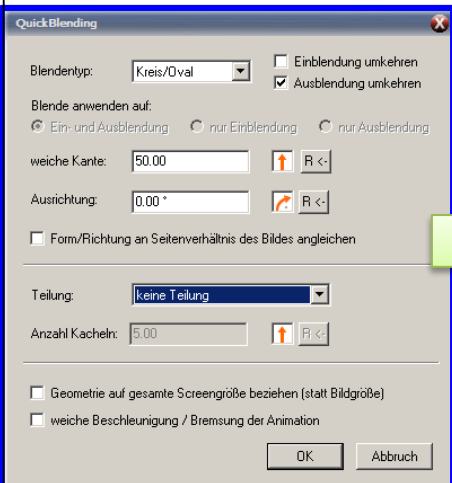 QuickBlending
Blendentyp: Kreis/Oval
Einblendung umkehren
Ausblendung umkehren
Blende anwenden auf:
Ein- und Ausblendung nur Einblendung nur Ausblendung
weiche Kante: 50.00 R <-
Ausrichtung: 0.00 ° R <-
Form/Richtung an Seitenverhältnis des Bildes angleichen
Teilung: keine Teilung
Anzahl Kacheln: 5.00 R <-
Geometrie auf gesamte Screengröße beziehen (statt Bildgröße)
weiche Beschleunigung / Bremsung der Animation
OK Abbruch